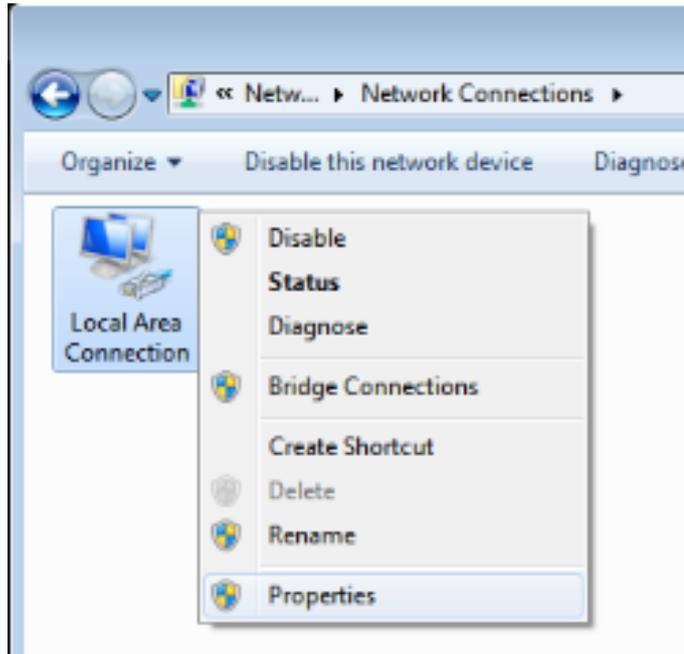 « Netw... ▸ Network Connections ▸
Organize ▾ Disable this network device Diagnose
Local Area
Connection
Disable
Status
Diagnose
Bridge Connections
Create Shortcut
Delete
Rename
Properties